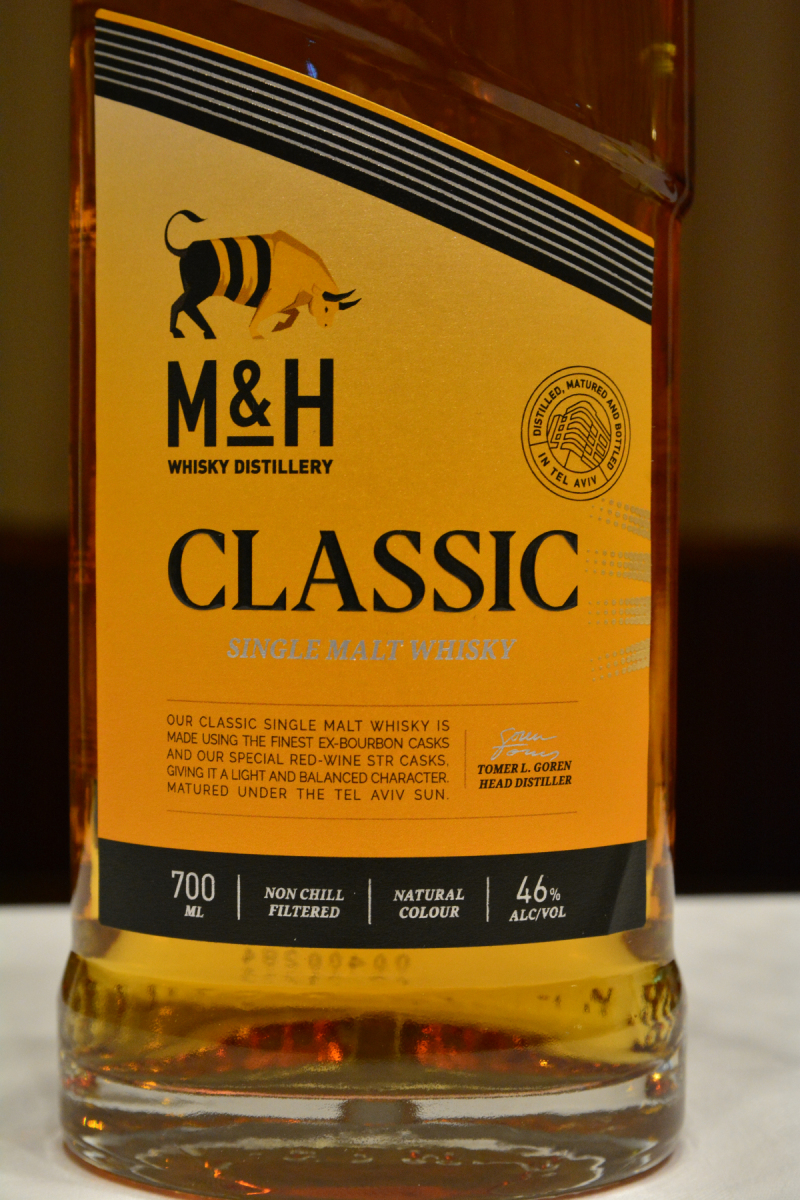 M&H
WHISKY DISTILLERY
DISTILLED, MATURED AND BOTTLED
IN TEL AVIV
CLASSIC
SINGLE MALT WHISKY
OUR CLASSIC SINGLE MALT WHISKY IS
MADE USING THE FINEST EX-BOURBON CASKS
AND OUR SPECIAL RED-WINE STR CASKS,
GIVING IT A LIGHT AND BALANCED CHARACTER.
MATURED UNDER THE TEL AVIV SUN.
TOMER L. GOREN
HEAD DISTILLER
700
ML
NON CHILL
FILTERED
NATURAL
COLOUR
46%
ALC/VOL